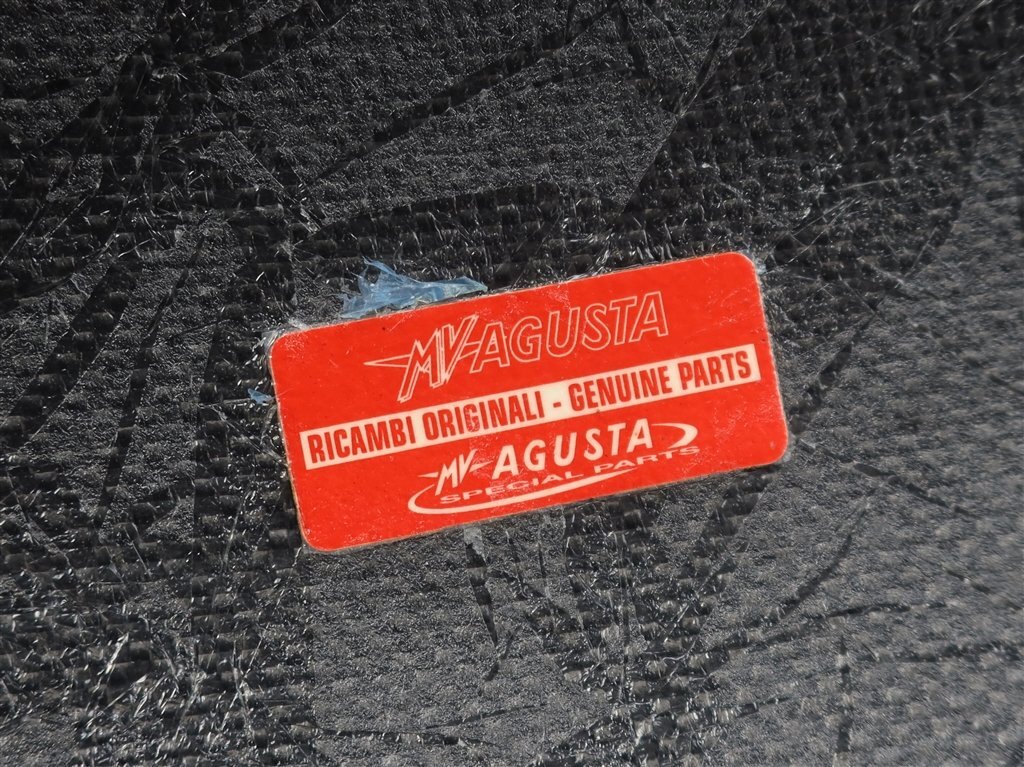 MV AGUSTA
RICAMBI ORIGINALI - GENUINE PARTS
MV AGUSTA
SPECIAL PARTS